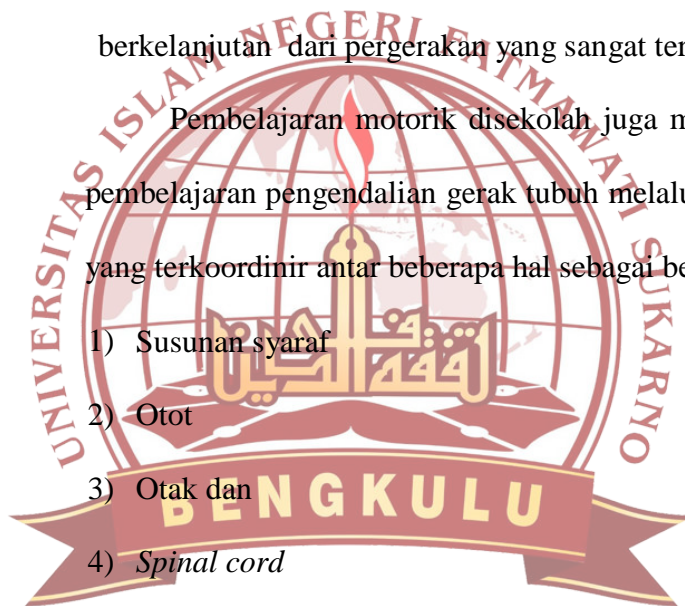 berkelanjutan dari pergerakan yang sangat ter
Pembelajaran motorik disekolah juga m
pembelajaran pengendalian gerak tubuh melalu
yang terkoordinir antar beberapa hal sebagai be
1) Susunan syaraf
2) Otot
3) Otak dan
4) Spinal cord
UNIVERSITAS ISLAM NEGERI FATMAWATI SUKARNO
BENGKULU